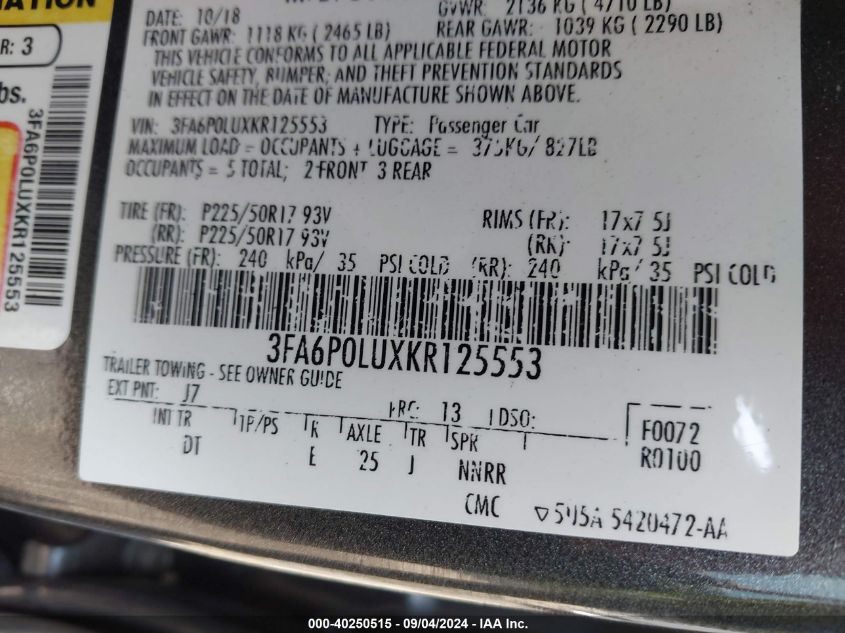 DATE: 10/18 GVWR: 2136 KG ( 4710 LB)
FRONT GAWR: 1118 KG ( 2465 LB) REAR GAWR: 1039 KG ( 2290 LB)
THIS VEHICLE CONFORMS TO ALL APPLICABLE FEDERAL MOTOR
VEHICLE SAFETY, BUMPER, AND THEFT PREVENTION STANDARDS
IN EFFECT ON THE DATE OF MANUFACTURE SHOWN ABOVE.
VIN: 3FA6P0LUXKR125553 TYPE: Passenger Car
MAXIMUM LOAD = OCCUPANTS + LUGGAGE = 375KG/ 827LB
OCCUPANTS = 5 TOTAL; 2 FRONT 3 REAR
TIRE (FR): P225/50R17 93V RIMS (FR): 17x7.5J
(RR): P225/50R17 93V (RR): 17x7.5J
PRESSURE (FR): 240 kPa/ 35 PSI COLD (RR): 240 kPa/ 35 PSI COLD
3FA6P0LUXKR125553
TRAILER TOWING - SEE OWNER GUIDE
EXT PNT: J7 RC: 13 DSO: F0072
INT TR TP/PS R AXLE TR SPR R0100
DT E 25 J NNRR
CMC 5420472-AA
R: 3
bs.
3FA6P0LUXKR125553
000-40250515 - 09/04/2024 - IAA Inc.